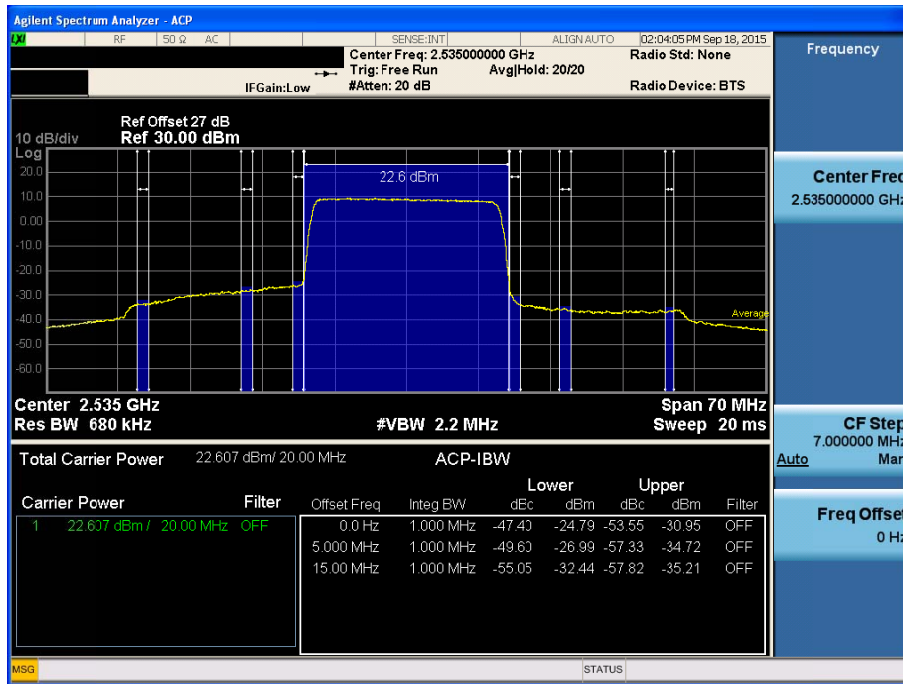 Agilent Spectrum Analyzer - ACP
LXI RF 50 Ω AC SENSE:INT ALIGN AUTO 02:04:05 PM Sep 18, 2015
Center Freq: 2.535000000 GHz Radio Std: None
Trig: Free Run Avg|Hold: 20/20
IFGain:Low #Atten: 20 dB Radio Device: BTS
Ref Offset 27 dB
10 dB/div Ref 30.00 dBm
Log
20.0
10.0
0.00
-10.0
-20.0
-30.0
-40.0
-50.0
-60.0
22.6 dBm
Average
Center 2.535 GHz Span 70 MHz
Res BW 680 kHz #VBW 2.2 MHz Sweep 20 ms
Total Carrier Power 22.607 dBm/ 20.00 MHz ACP-IBW
Lower Upper
Carrier Power Filter Offset Freq Integ BW dBc dBm dBc dBm Filter
1 22.607 dBm / 20.00 MHz OFF 0.0 Hz 1.000 MHz -47.40 -24.79 -53.55 -30.95 OFF
5.000 MHz 1.000 MHz -49.60 -26.99 -57.33 -34.72 OFF
15.00 MHz 1.000 MHz -55.05 -32.44 -57.82 -35.21 OFF
MSG STATUS
Frequency
Center Freq
2.535000000 GHz
CF Step
7.000000 MHz
Auto Man
Freq Offset
0 Hz